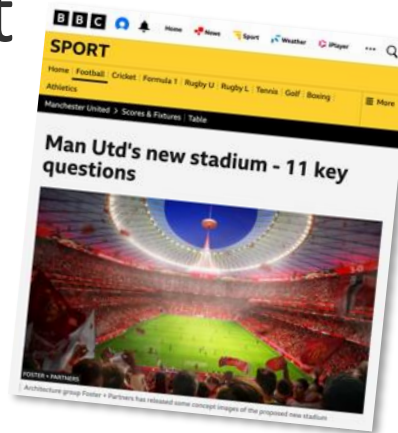 t
BBC
Home News Sport Weather iPlayer
SPORT
Home Football Cricket Formula 1 Rugby U Rugby L Tennis Golf Boxing
Athletics
More
Manchester United > Scores & Fixtures Table
Man Utd's new stadium - 11 key
questions
FOSTER + PARTNERS
Architecture group Foster + Partners has released some concept images of the proposed new stadium